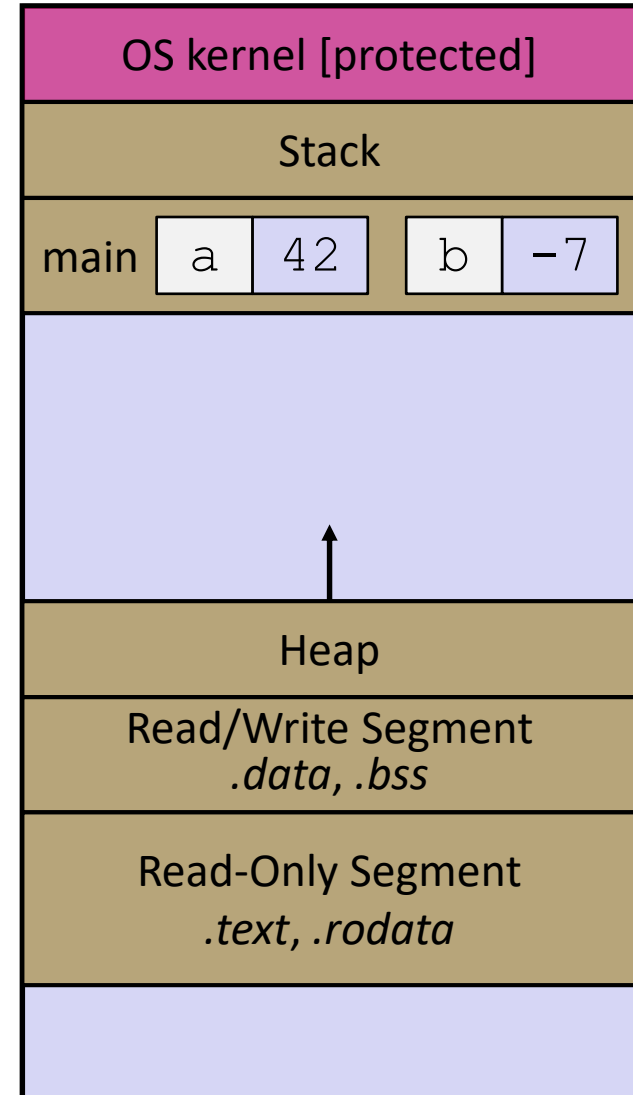 OS kernel [protected]
Stack
main a 42 b -7
Heap
Read/Write Segment
.data, .bss
Read-Only Segment
.text, .rodata